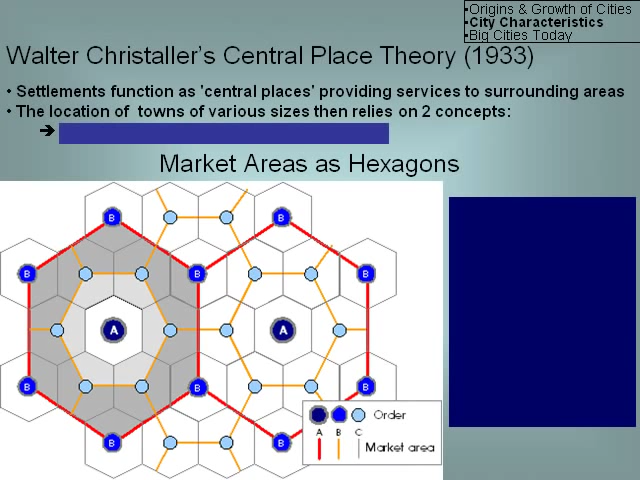 •Origins & Growth of Cities
•City Characteristics
•Big Cities Today
Walter Christaller's Central Place Theory (1933)
• Settlements function as 'central places' providing services to surrounding areas
• The location of  towns of various sizes then relies on 2 concepts:
➔
Market Areas as Hexagons
B B
B B B
A A
B B B
B B
Order
A B C
Market area